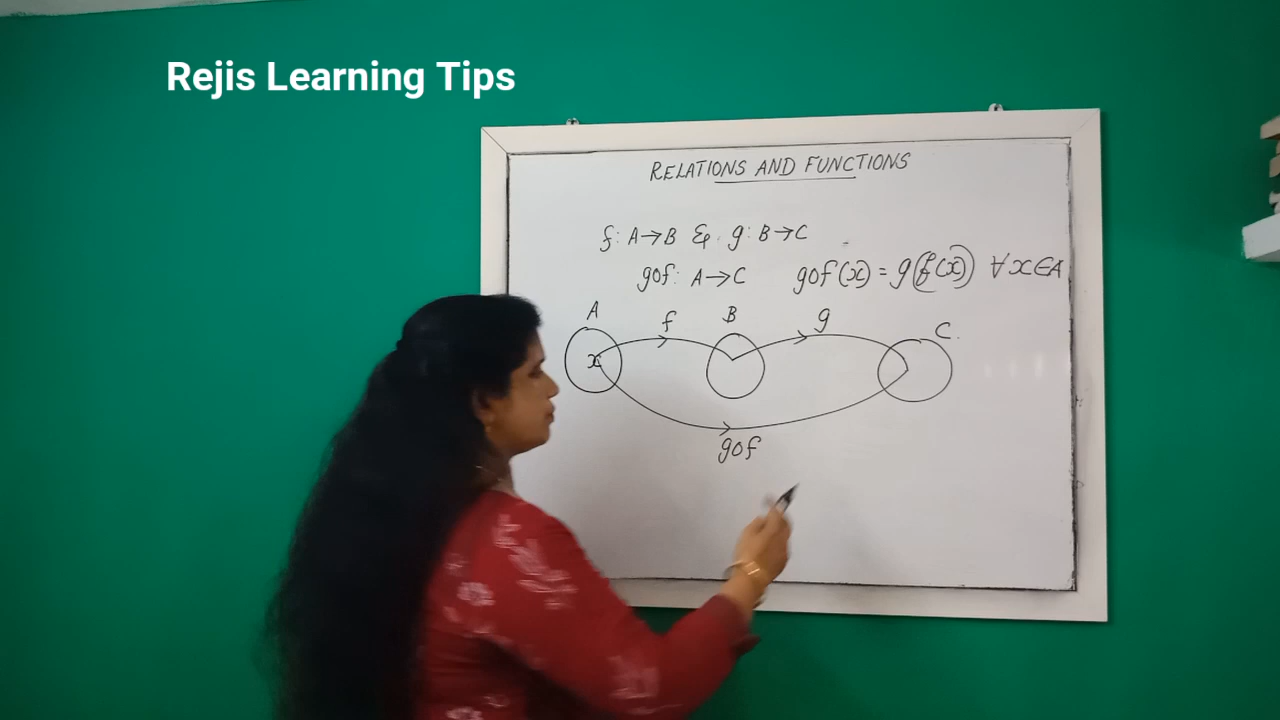 Rejis Learning Tips
RELATIONS AND FUNCTIONS
f: A→B & g: B→C
gof: A→C gof(x) = g(f(x)) ∀x∈A
A f B g C
x
gof